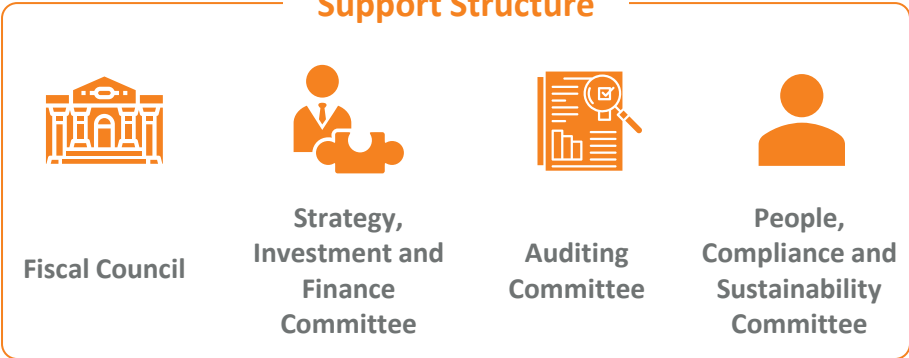 Support Structure
Fiscal Council
Strategy,
Investment and
Finance
Committee
Auditing
Committee
People,
Compliance and
Sustainability
Committee